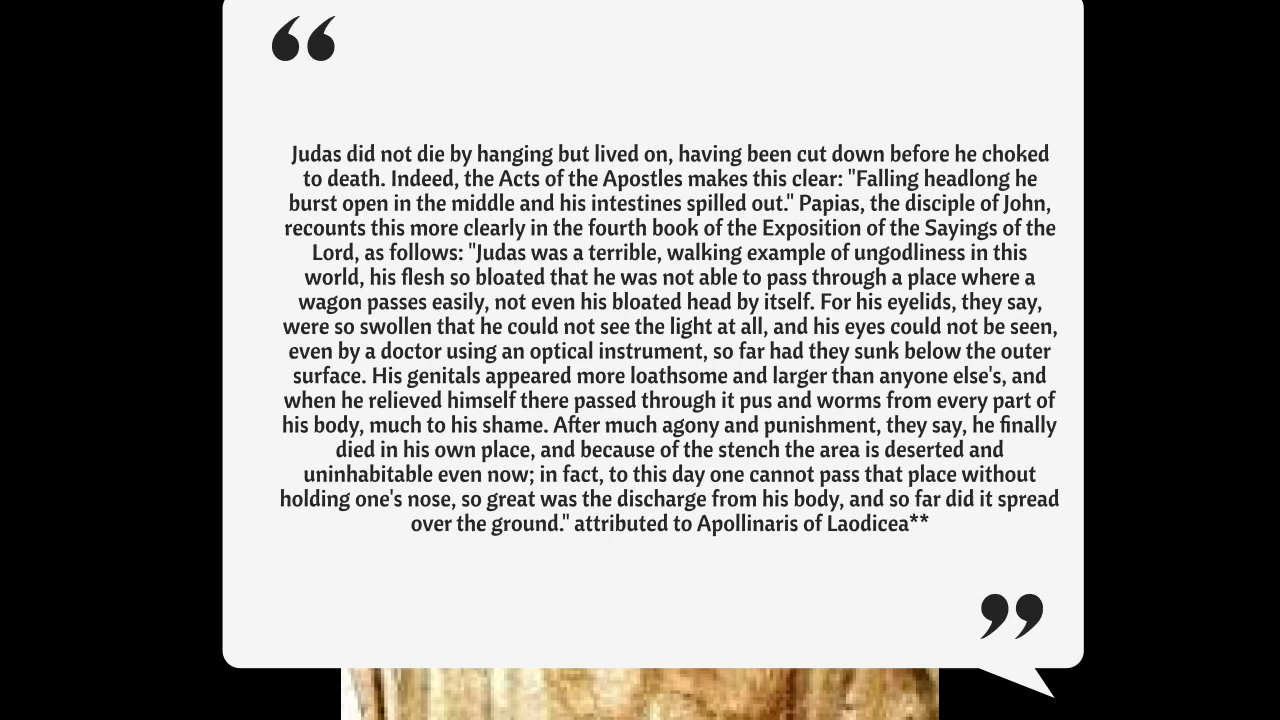 “
Judas did not die by hanging but lived on, having been cut down before he choked
to death. Indeed, the Acts of the Apostles makes this clear: "Falling headlong he
burst open in the middle and his intestines spilled out." Papias, the disciple of John,
recounts this more clearly in the fourth book of the Exposition of the Sayings of the
Lord, as follows: "Judas was a terrible, walking example of ungodliness in this
world, his flesh so bloated that he was not able to pass through a place where a
wagon passes easily, not even his bloated head by itself. For his eyelids, they say,
were so swollen that he could not see the light at all, and his eyes could not be seen,
even by a doctor using an optical instrument, so far had they sunk below the outer
surface. His genitals appeared more loathsome and larger than anyone else's, and
when he relieved himself there passed through it pus and worms from every part of
his body, much to his shame. After much agony and punishment, they say, he finally
died in his own place, and because of the stench the area is deserted and
uninhabitable even now; in fact, to this day one cannot pass that place without
holding one's nose, so great was the discharge from his body, and so far did it spread
over the ground." attributed to Apollinaris of Laodicea**
”